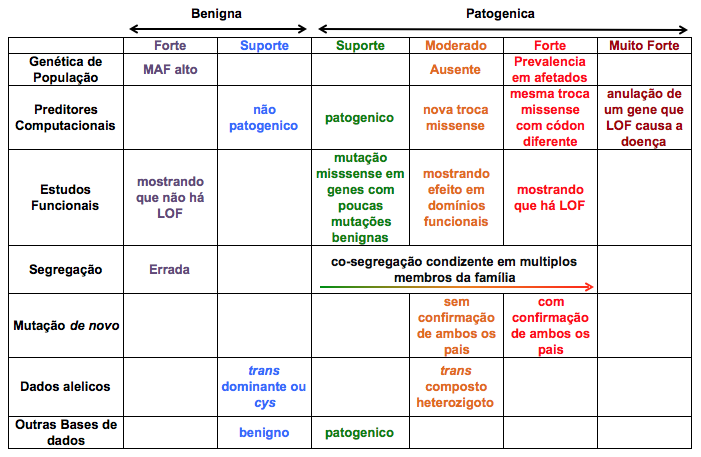 Benigna Patogenica
Forte Suporte Suporte Moderado Forte Muito Forte
Genética de
População
MAF alto
Ausente
Prevalencia
em afetados
Preditores
Computacionais
não
patogenico
patogenico
nova troca
missense
mesma troca
missense
com códon
diferente
anulação de
um gene que
LOF causa a
doença
Estudos
Funcionais
mostrando
que não há
LOF
mutação
misssense em
genes com
poucas
mutações
benignas
mostrando
efeito em
domínios
funcionais
mostrando
que há LOF
Segregação
Errada
co-segregação condizente em multiplos
membros da família
Mutação de novo
sem
confirmação
de ambos os
pais
com
confirmação
de ambos os
pais
Dados alelicos
trans
dominante ou
cys
trans
composto
heterozigoto
Outras Bases de
dados
benigno
patogenico